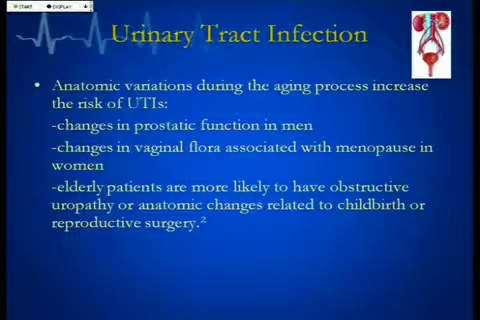 START DISPLAY
Urinary Tract Infection
• Anatomic variations during the aging process increase
the risk of UTIs:
-changes in prostatic function in men
-changes in vaginal flora associated with menopause in
women
-elderly patients are more likely to have obstructive
uropathy or anatomic changes related to childbirth or
reproductive surgery.²